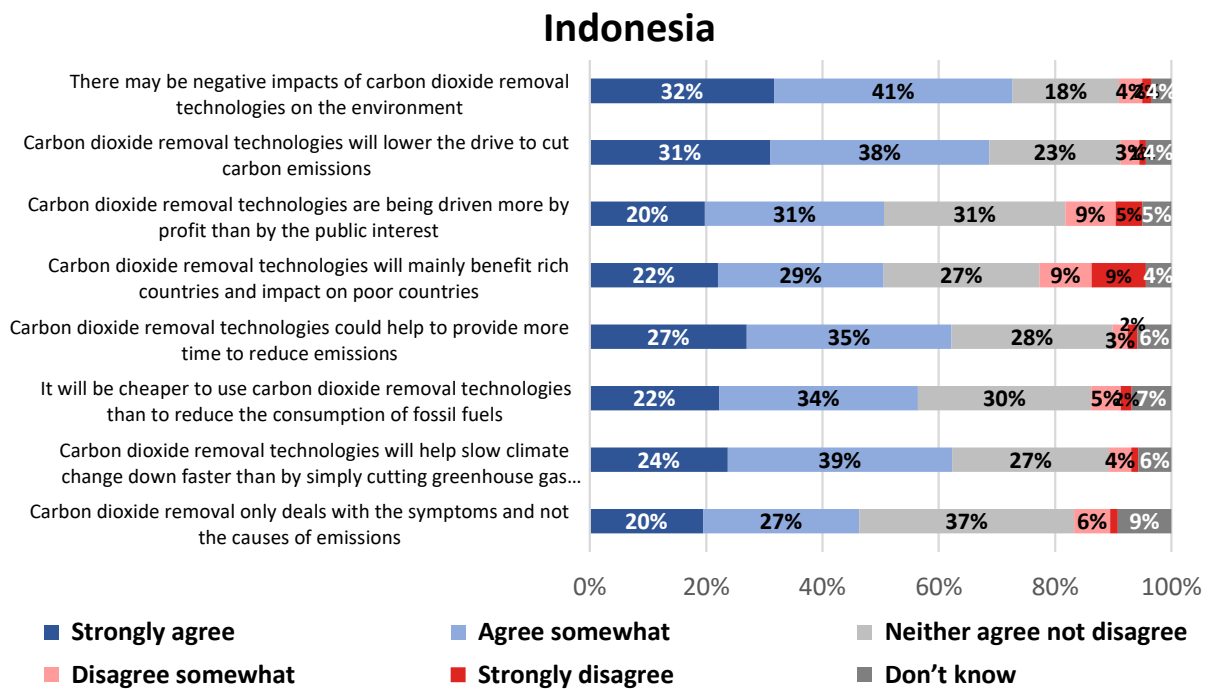 Indonesia
There may be negative impacts of carbon dioxide removal
technologies on the environment
32% 41% 18% 4% 2% 4%
Carbon dioxide removal technologies will lower the drive to cut
carbon emissions
31% 38% 23% 3% 4%
Carbon dioxide removal technologies are being driven more by
profit than by the public interest
20% 31% 31% 9% 5% 5%
Carbon dioxide removal technologies will mainly benefit rich
countries and impact on poor countries
22% 29% 27% 9% 9% 4%
Carbon dioxide removal technologies could help to provide more
time to reduce emissions
27% 35% 28% 3% 2% 6%
It will be cheaper to use carbon dioxide removal technologies
than to reduce the consumption of fossil fuels
22% 34% 30% 5% 2% 7%
Carbon dioxide removal technologies will help slow climate
change down faster than by simply cutting greenhouse gas...
24% 39% 27% 4% 6%
Carbon dioxide removal only deals with the symptoms and not
the causes of emissions
20% 27% 37% 6% 9%
0% 20% 40% 60% 80% 100%
Strongly agree Agree somewhat Neither agree not disagree
Disagree somewhat Strongly disagree Don't know